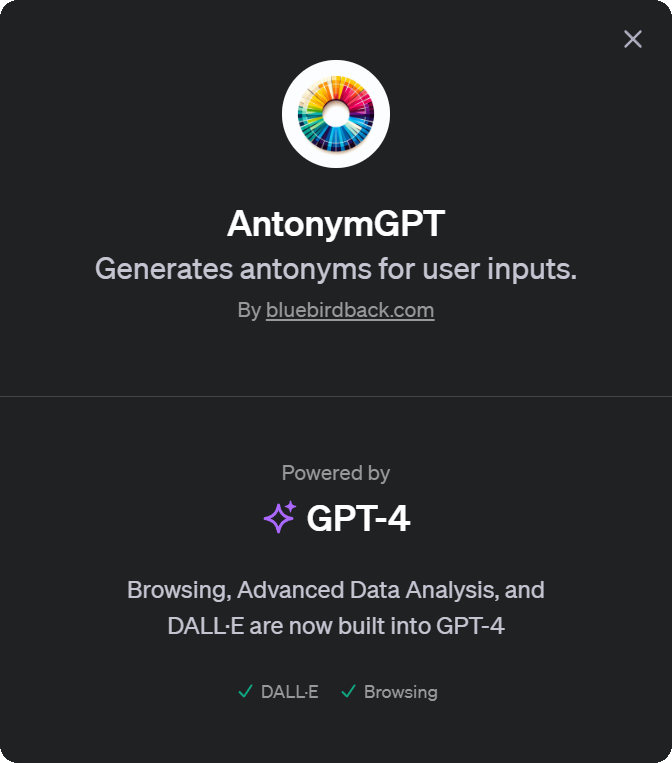 AntonymGPT
Generates antonyms for user inputs.
By bluebirdback.com
Powered by
GPT-4
Browsing, Advanced Data Analysis, and
DALL·E are now built into GPT-4
DALL·E Browsing